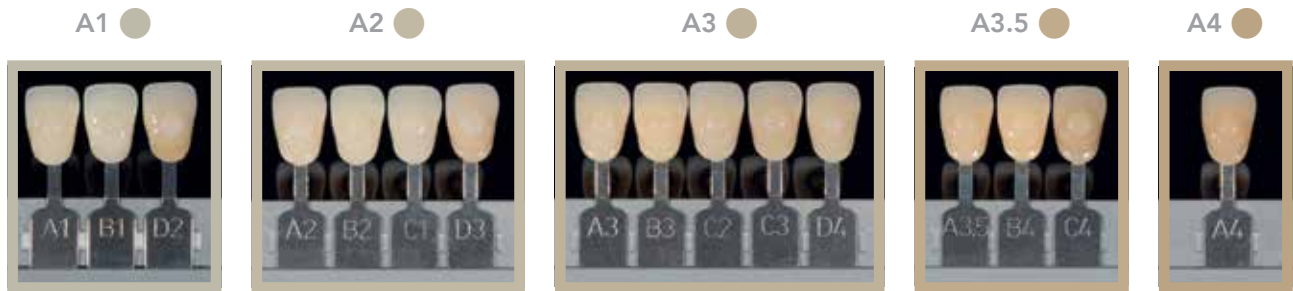 A1 A2 A3 A3.5 A4
A1 B1 D2 A2 B2 C1 D3 A3 B3 C2 C3 D4 A3,5 B4 C4 A4